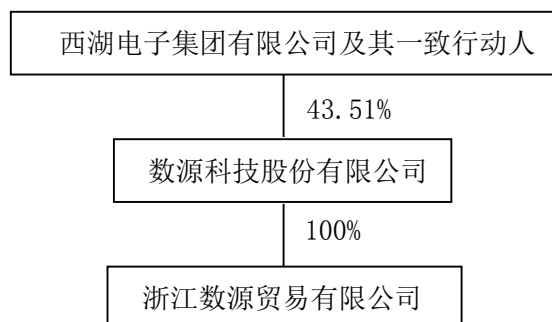 西湖电子集团有限公司及其一致行动人
43.51%
数源科技股份有限公司
100%
浙江数源贸易有限公司